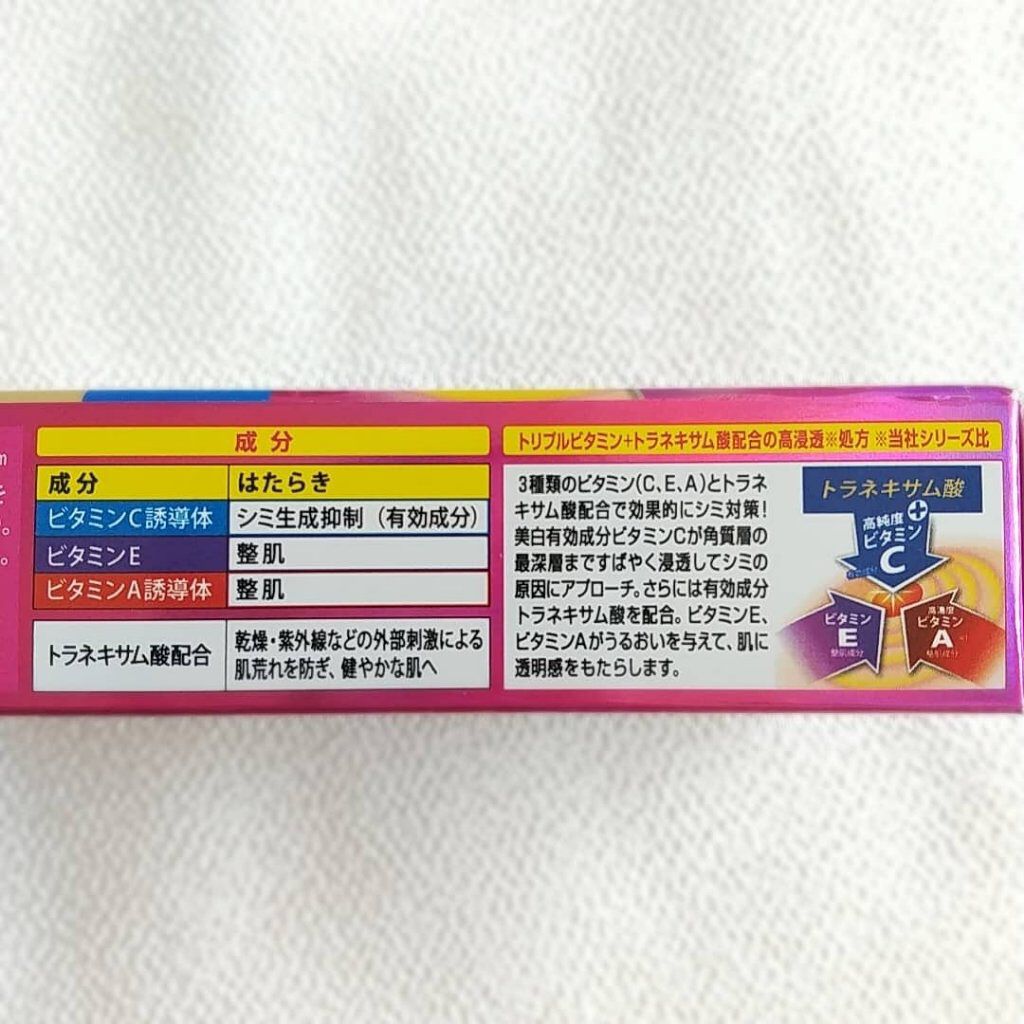 m
を
。
。
成分
成分 はたらき
ビタミンC誘導体 シミ生成抑制（有効成分）
ビタミンE 整肌
ビタミンA誘導体 整肌
トラネキサム酸配合 乾燥・紫外線などの外部刺激による
肌荒れを防ぎ、健やかな肌へ
トリプルビタミン+トラネキサム酸配合の高浸透※処方 ※当社シリーズ比
3種類のビタミン（C、E、A）とトラネ
キサム酸配合で効果的にシミ対策！
美白有効成分ビタミンCが角質層の
最深層まですばやく浸透してシミの
原因にアプローチ。さらには有効成分
トラネキサム酸を配合。ビタミンE、
ビタミンAがうるおいを与えて、肌に
透明感をもたらします。
トラネキサム酸
+
高純度
ビタミン
C
ビタミン
E
整肌成分
高濃度
ビタミン
A
整肌成分